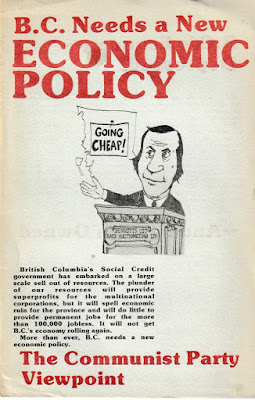 B.C. Needs a New
ECONOMIC
POLICY
GOING
CHEAP!
British Columbia's Social Credit
government has embarked on a large
scale sell out of resources. The plunder
of our resources will provide
superprofits for the multinational
corporations, but it will spell economic
ruin for the province and will do little to
provide permanent jobs for the more
than 100,000 jobless. It will not get
B.C.'s economy rolling again.
More than ever, B.C. needs a new
economic policy.
The Communist Party
Viewpoint